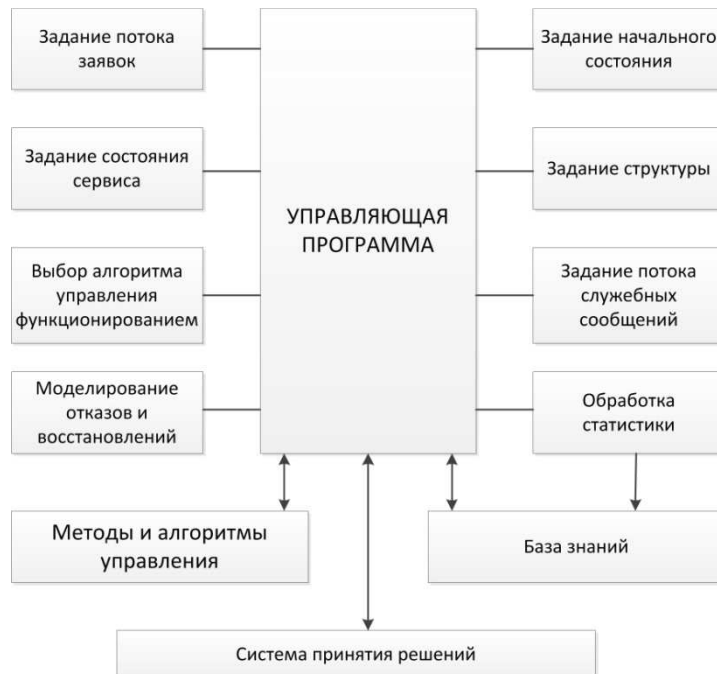 Задание потока
заявок
Задание состояния
сервиса
Выбор алгоритма
управления
функционированием
Моделирование
отказов и
восстановлений
УПРАВЛЯЮЩАЯ
ПРОГРАММА
Задание начального
состояния
Задание структуры
Задание потока
служебных
сообщений
Обработка
статистики
Методы и алгоритмы
управления
База знаний
Система принятия решений